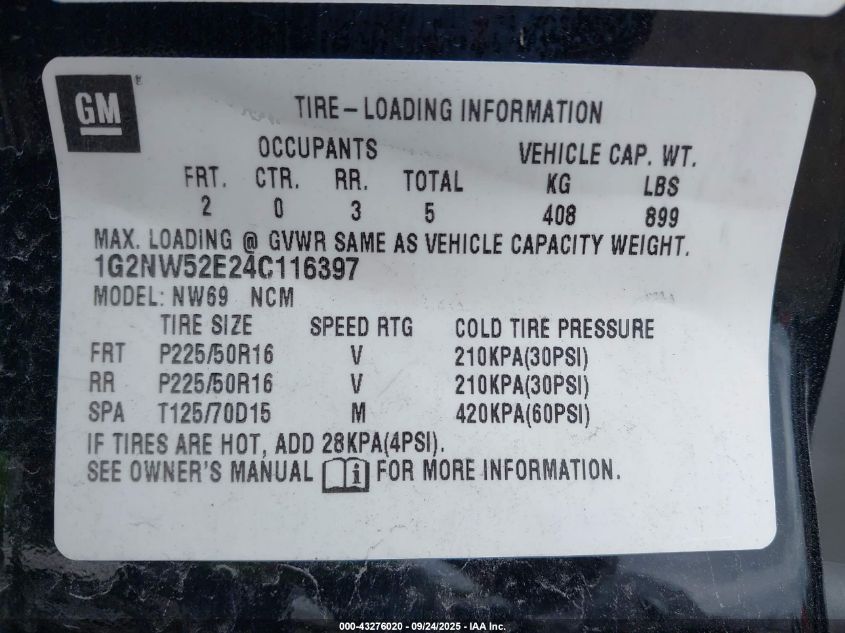 GM
TIRE-LOADING INFORMATION
OCCUPANTS VEHICLE CAP. WT.
FRT. CTR. RR. TOTAL KG LBS
2 0 3 5 408 899
MAX. LOADING @ GVWR SAME AS VEHICLE CAPACITY WEIGHT.
1G2NW52E24C116397
MODEL: NW69 NCM
TIRE SIZE SPEED RTG COLD TIRE PRESSURE
FRT P225/50R16 V 210KPA(30PSI)
RR P225/50R16 V 210KPA(30PSI)
SPA T125/70D15 M 420KPA(60PSI)
IF TIRES ARE HOT, ADD 28KPA(4PSI).
SEE OWNER'S MANUAL i FOR MORE INFORMATION.
000-43276020 - 09/24/2025 - IAA Inc.